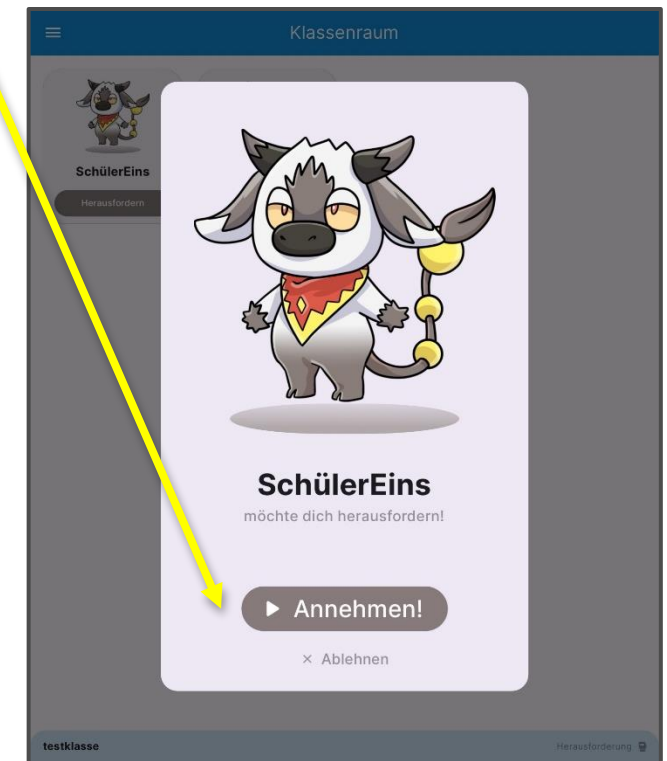 Klassenraum
SchülerEins
Herausfordern
SchülerEins
möchte dich herausfordern!
Annehmen!
× Ablehnen
testklasse
Herausforderung